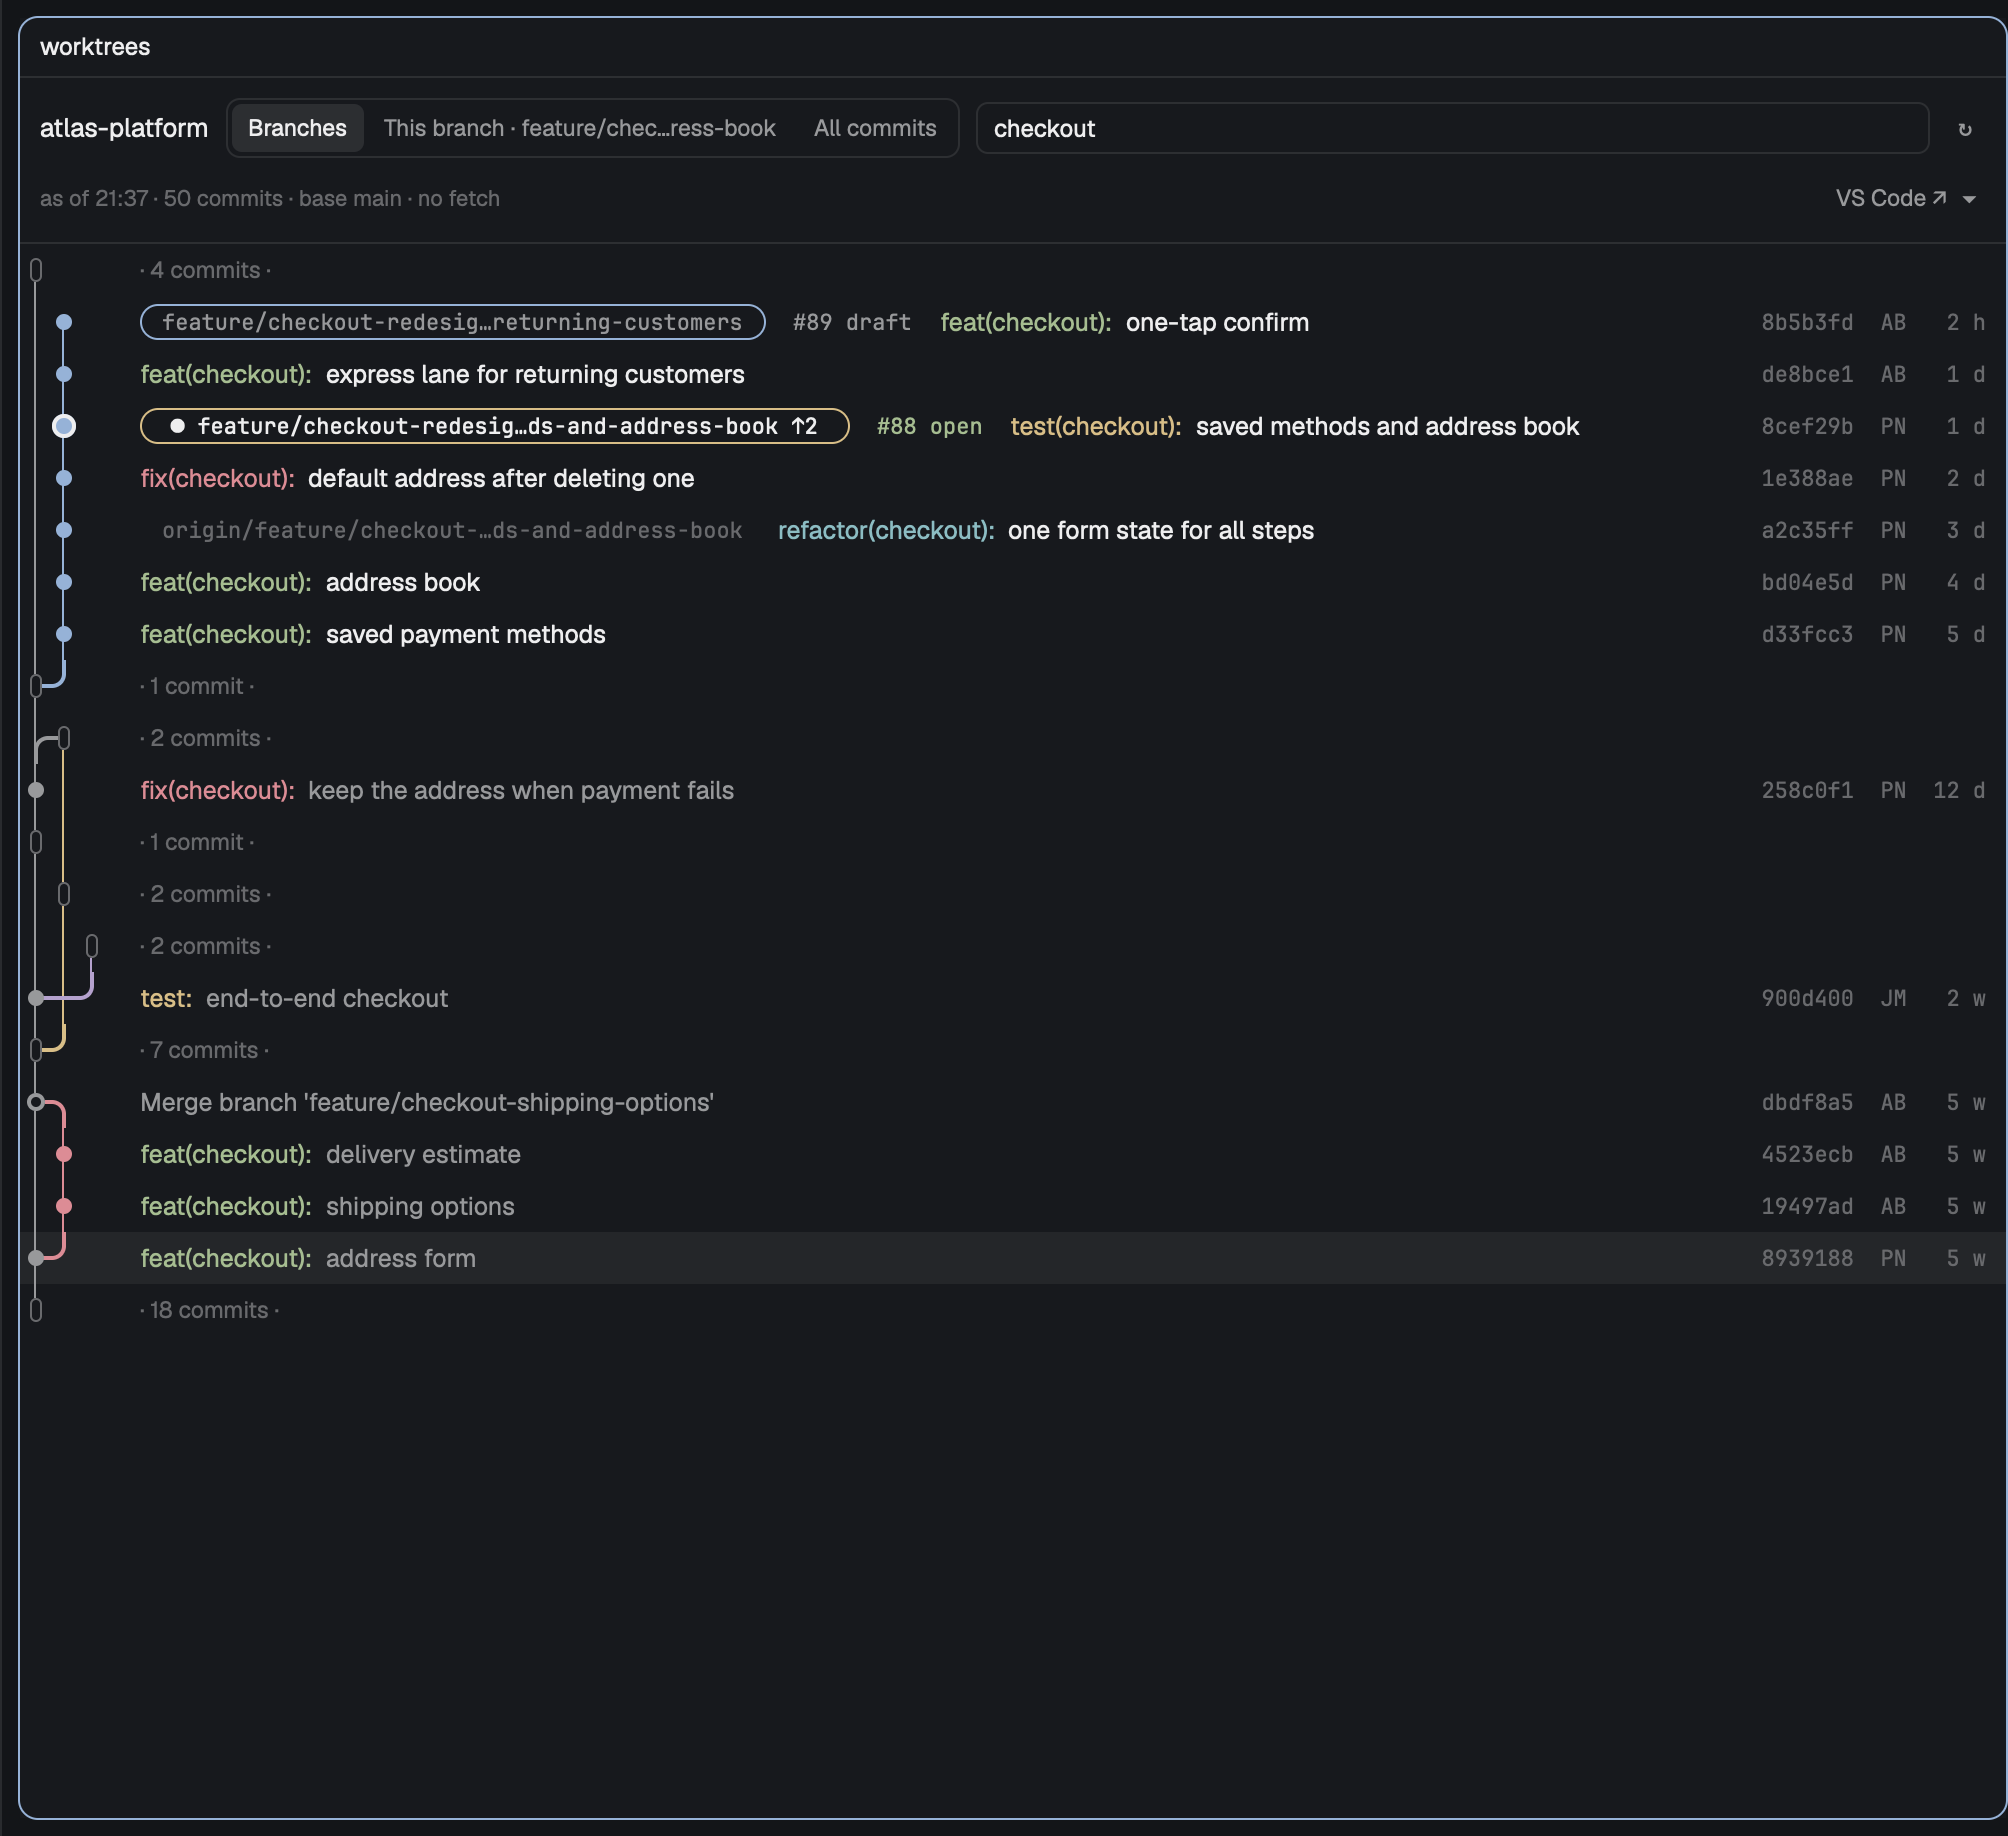 worktrees
atlas-platform Branches This branch · feature/chec…ress-book All commits checkout ↻
as of 21:37 · 50 commits · base main · no fetch VS Code ↗
· 4 commits ·
feature/checkout-redesig…returning-customers #89 draft feat(checkout): one-tap confirm 8b5b3fd AB 2 h
feat(checkout): express lane for returning customers de8bce1 AB 1 d
● feature/checkout-redesig…ds-and-address-book ↑2 #88 open test(checkout): saved methods and address book 8cef29b PN 1 d
fix(checkout): default address after deleting one 1e388ae PN 2 d
origin/feature/checkout-…ds-and-address-book refactor(checkout): one form state for all steps a2c35ff PN 3 d
feat(checkout): address book bd04e5d PN 4 d
feat(checkout): saved payment methods d33fcc3 PN 5 d
· 1 commit ·
· 2 commits ·
fix(checkout): keep the address when payment fails 258c0f1 PN 12 d
· 1 commit ·
· 2 commits ·
· 2 commits ·
test: end-to-end checkout 900d400 JM 2 w
· 7 commits ·
Merge branch 'feature/checkout-shipping-options' dbdf8a5 AB 5 w
feat(checkout): delivery estimate 4523ecb AB 5 w
feat(checkout): shipping options 19497ad AB 5 w
feat(checkout): address form 8939188 PN 5 w
· 18 commits ·